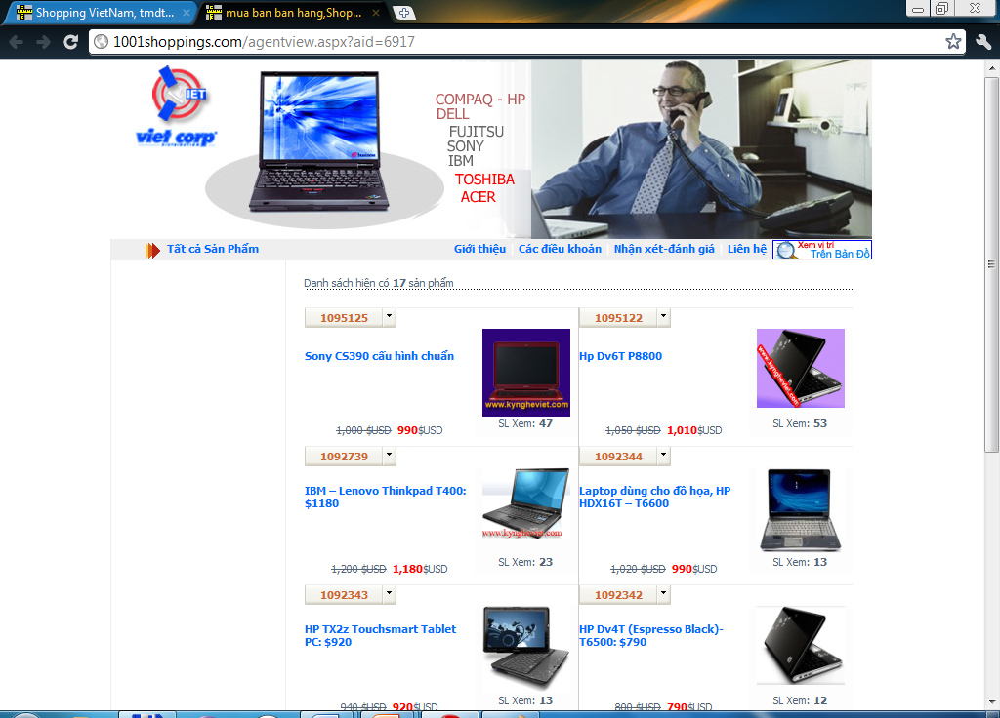 Shopping VietNam, tmdt...
mua ban ban hang,Shop...
1001shoppings.com/agentview.aspx?aid=6917
VIET
viet corp
DISTRIBUTION
COMPAQ - HP
DELL
FUJITSU
SONY
IBM
TOSHIBA
ACER
Tất cả Sản Phẩm
Giới thiệu
Các điều khoản
Nhận xét-đánh giá
Liên hệ
Xem vị trí
Trên Bản Đồ
Danh sách hiện có 17 sản phẩm
1095125
Sony CS390 cấu hình chuẩn
www.kyngheviet.com
SL Xem: 47
1,000 $USD 990$USD
1095122
Hp Dv6T P8800
www.kyngheviet.com
SL Xem: 53
1,050 $USD 1,010$USD
1092739
IBM – Lenovo Thinkpad T400:
$1180
www.kyngheviet.com
SL Xem: 23
1,200 $USD 1,180$USD
1092344
Laptop dùng cho đồ họa, HP
HDX16T – T6600
SL Xem: 13
1,020 $USD 990$USD
1092343
HP TX2z Touchsmart Tablet
PC: $920
SL Xem: 13
940 $USD 920$USD
1092342
HP Dv4T (Espresso Black)-
T6500: $790
SL Xem: 12
800 $USD 790$USD